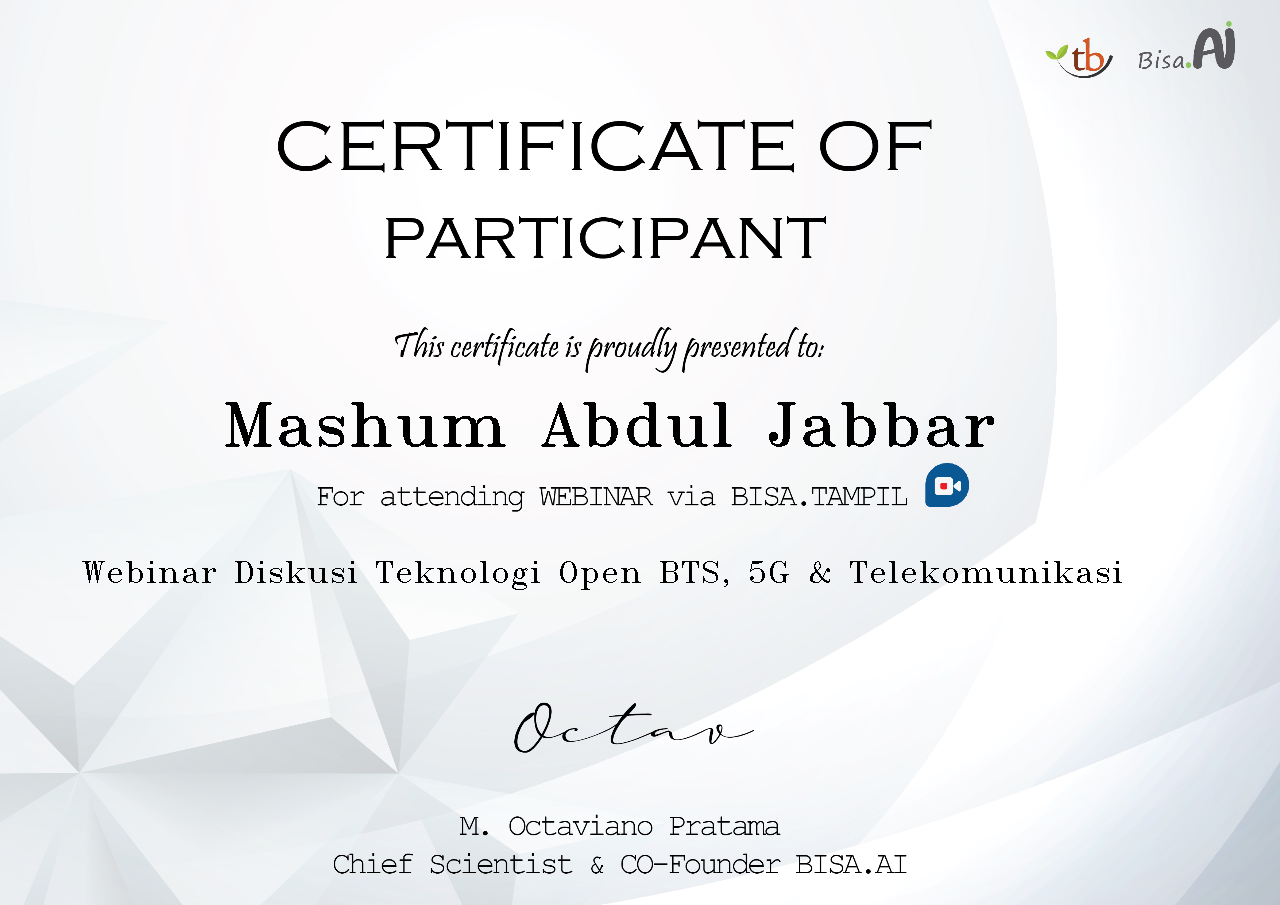 tb Bisa.AI
CERTIFICATE OF
PARTICIPANT
This certificate is proudly presented to:
Mashum Abdul Jabbar
For attending WEBINAR via BISA.TAMPIL
Webinar Diskusi Teknologi Open BTS, 5G & Telekomunikasi
Octav
M. Octaviano Pratama
Chief Scientist & CO-Founder BISA.AI